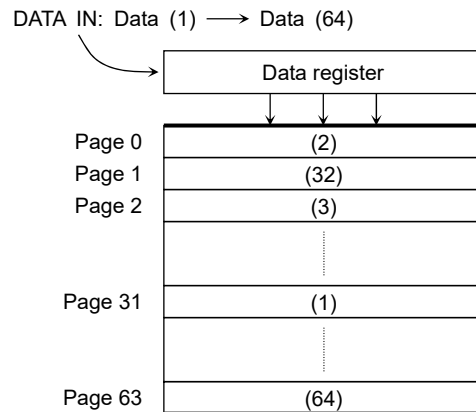 DATA IN: Data (1) → Data (64)
Data register
Page 0 (2)
Page 1 (32)
Page 2 (3)
Page 31 (1)
Page 63 (64)